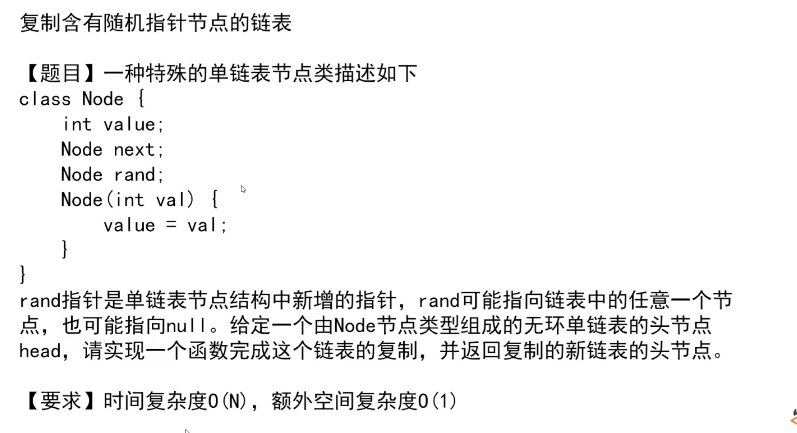 复制含有随机指针节点的链表
【题目】一种特殊的单链表节点类描述如下
class Node {
int value;
Node next;
Node rand;
Node(int val) {
value = val;
}
}
rand指针是单链表节点结构中新增的指针，rand可能指向链表中的任意一个节
点，也可能指向null。给定一个由Node节点类型组成的无环单链表的头节点
head，请实现一个函数完成这个链表的复制，并返回复制的新链表的头节点。
【要求】时间复杂度O(N)，额外空间复杂度O(1)